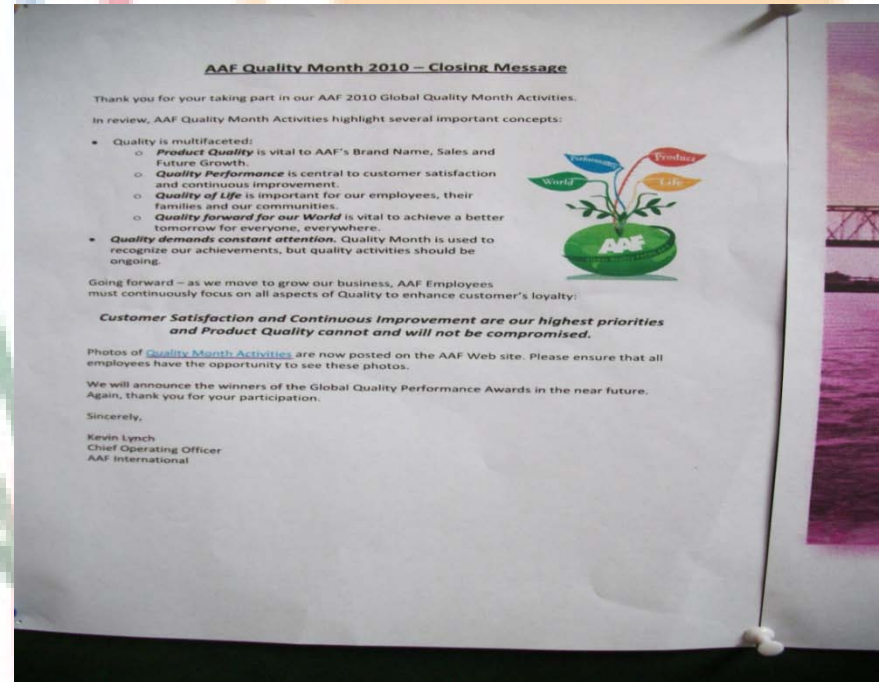 AAF Quality Month 2010 – Closing Message
Thank you for your taking part in our AAF 2010 Global Quality Month Activities.
In review, AAF Quality Month Activities highlight several important concepts:
• Quality is multifaceted:
o Product Quality is vital to AAF's Brand Name, Sales and
Future Growth.
o Quality Performance is central to customer satisfaction
and continuous improvement.
o Quality of Life is important for our employees, their
families and our communities.
o Quality forward for our World is vital to achieve a better
tomorrow for everyone, everywhere.
• Quality demands constant attention. Quality Month is used to
recognize our achievements, but quality activities should be
ongoing.
Performance
Product
World
Life
AAF
Going forward – as we move to grow our business, AAF Employees
must continuously focus on all aspects of Quality to enhance customer's loyalty:
Customer Satisfaction and Continuous Improvement are our highest priorities
and Product Quality cannot and will not be compromised.
Photos of Quality Month Activities are now posted on the AAF Web site. Please ensure that all
employees have the opportunity to see these photos.
We will announce the winners of the Global Quality Performance Awards in the near future.
Again, thank you for your participation.
Sincerely,
Kevin Lynch
Chief Operating Officer
AAF International